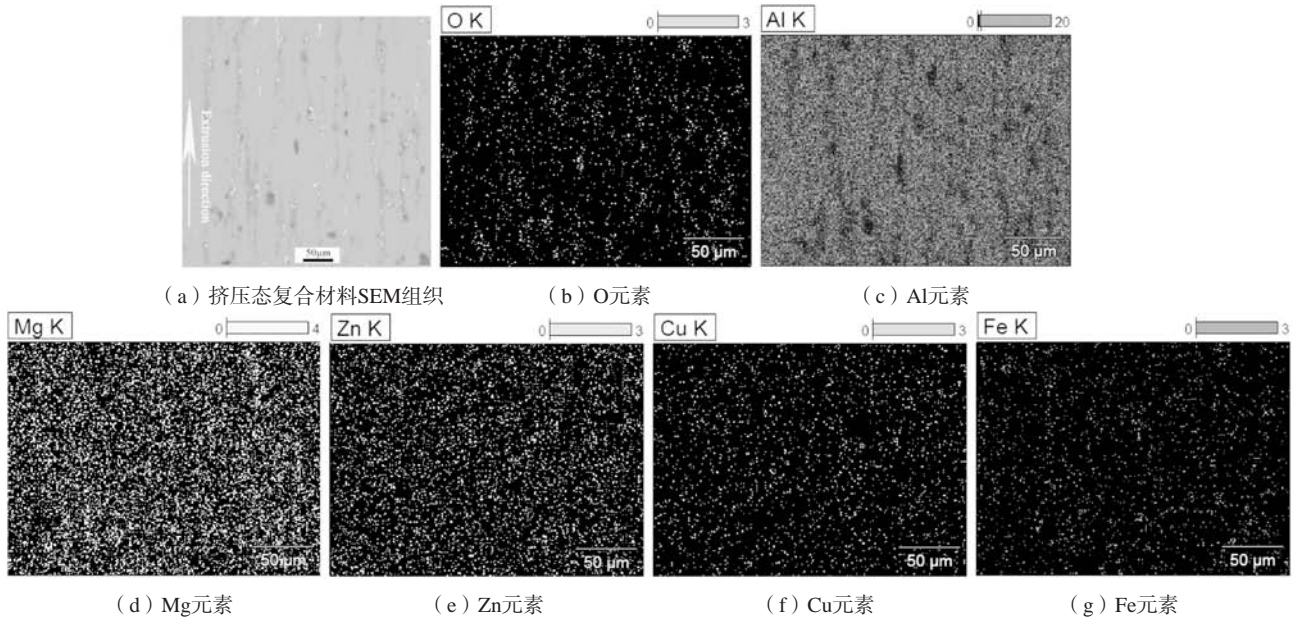 O K
0 3
Al K
0 20
Extrusion direction
50μm
50 μm
50 μm
（a）挤压态复合材料SEM组织
（b）O元素
（c）Al元素
Mg K
0 4
Zn K
0 3
Cu K
0 3
Fe K
0 3
50 μm
50 μm
50 μm
50 μm
（d）Mg元素
（e）Zn元素
（f）Cu元素
（g）Fe元素